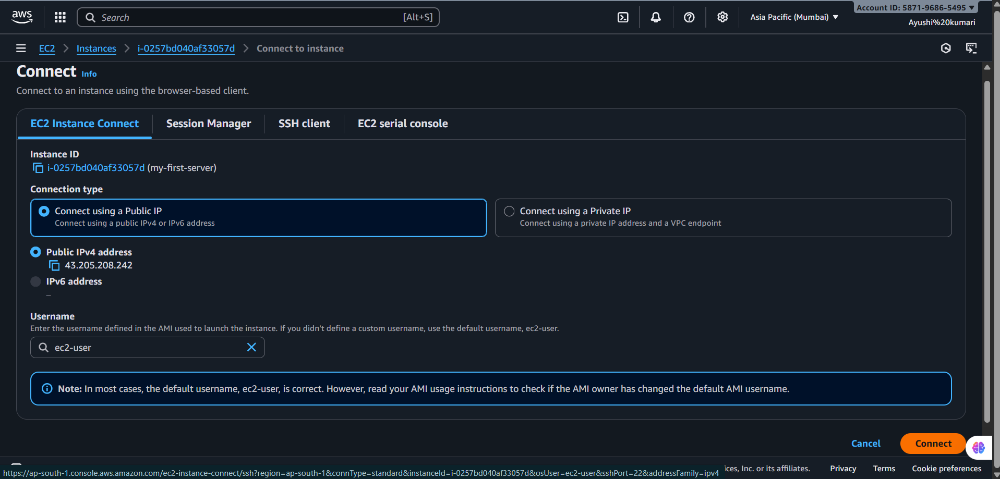 aws
Search [Alt+S]
Asia Pacific (Mumbai) ▼
Account ID: 5871-9686-5495 ▼
Ayushi%20kumari
EC2 > Instances > i-0257bd040af33057d > Connect to instance
Connect Info
Connect to an instance using the browser-based client.
EC2 Instance Connect
Session Manager
SSH client
EC2 serial console
Instance ID
i-0257bd040af33057d (my-first-server)
Connection type
Connect using a Public IP
Connect using a public IPv4 or IPv6 address
Connect using a Private IP
Connect using a private IP address and a VPC endpoint
Public IPv4 address
43.205.208.242
IPv6 address
–
Username
Enter the username defined in the AMI used to launch the instance. If you didn't define a custom username, use the default username, ec2-user.
ec2-user
Note: In most cases, the default username, ec2-user, is correct. However, read your AMI usage instructions to check if the AMI owner has changed the default AMI username.
Cancel
Connect
https://ap-south-1.console.aws.amazon.com/ec2-instance-connect/ssh?region=ap-south-1&connType=standard&instanceId=i-0257bd040af33057d&osUser=ec2-user&sshPort=22&addressFamily=ipv4
ices, Inc. or its affiliates.
Privacy
Terms
Cookie preferences